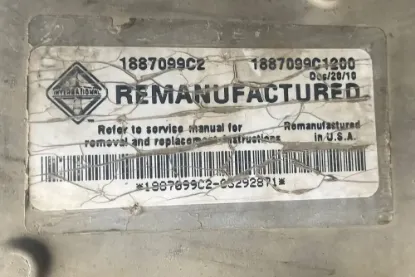 1887099C2 1887099C1200
Dec/20/10
INTERNATIONAL
REMANUFACTURED
Refer to service manual for
removal and replacement instructions
Remanufactured
in U.S.A
*1887099C2-03292871*